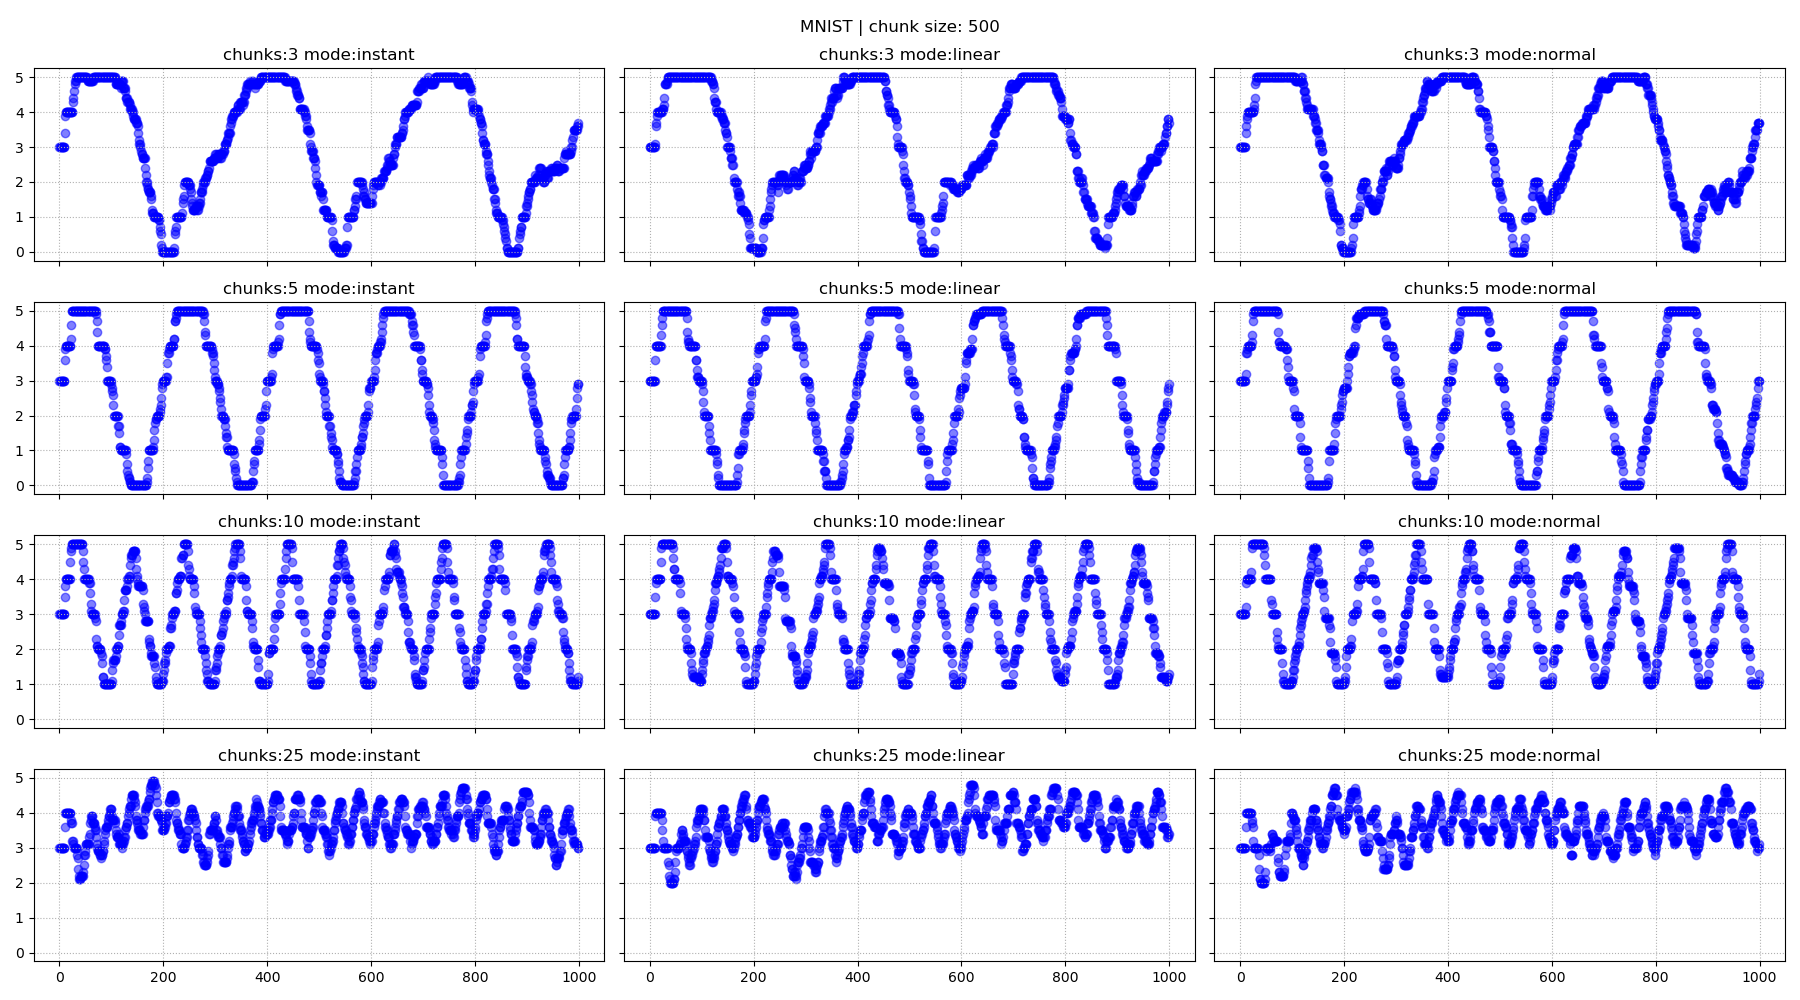 MNIST | chunk size: 500
chunks:3 mode:instant
chunks:3 mode:linear
chunks:3 mode:normal
5
4
3
2
1
0
chunks:5 mode:instant
chunks:5 mode:linear
chunks:5 mode:normal
5
4
3
2
1
0
chunks:10 mode:instant
chunks:10 mode:linear
chunks:10 mode:normal
5
4
3
2
1
0
chunks:25 mode:instant
chunks:25 mode:linear
chunks:25 mode:normal
5
4
3
2
1
0
0 200 400 600 800 1000
0 200 400 600 800 1000
0 200 400 600 800 1000